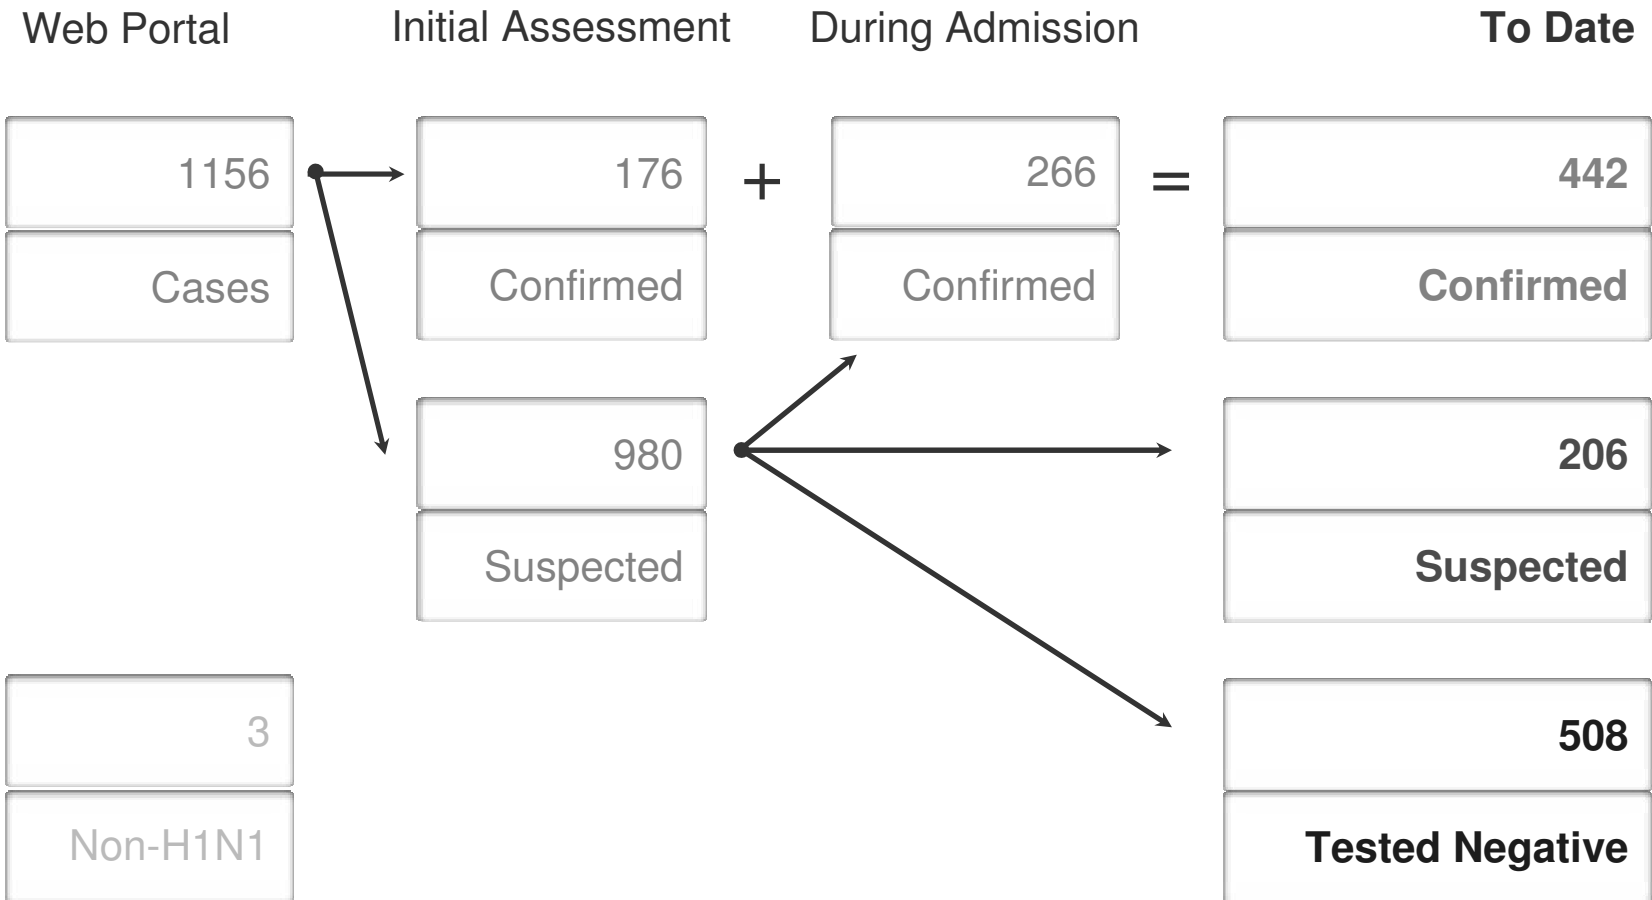 Web Portal
Initial Assessment
During Admission
To Date
1156
176
+
266
=
442
Cases
Confirmed
Confirmed
Confirmed
980
206
Suspected
Suspected
3
508
Non-H1N1
Tested Negative